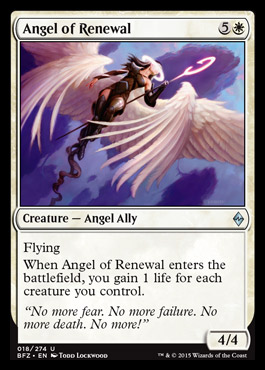 Angel of Renewal 5
Creature — Angel Ally
Flying
When Angel of Renewal enters the
battlefield, you gain 1 life for each
creature you control.
“No more fear. No more failure. No
more death. No more!”
4/4
018/274 U
BFZ • EN Todd Lockwood
™ & © 2015 Wizards of the Coast